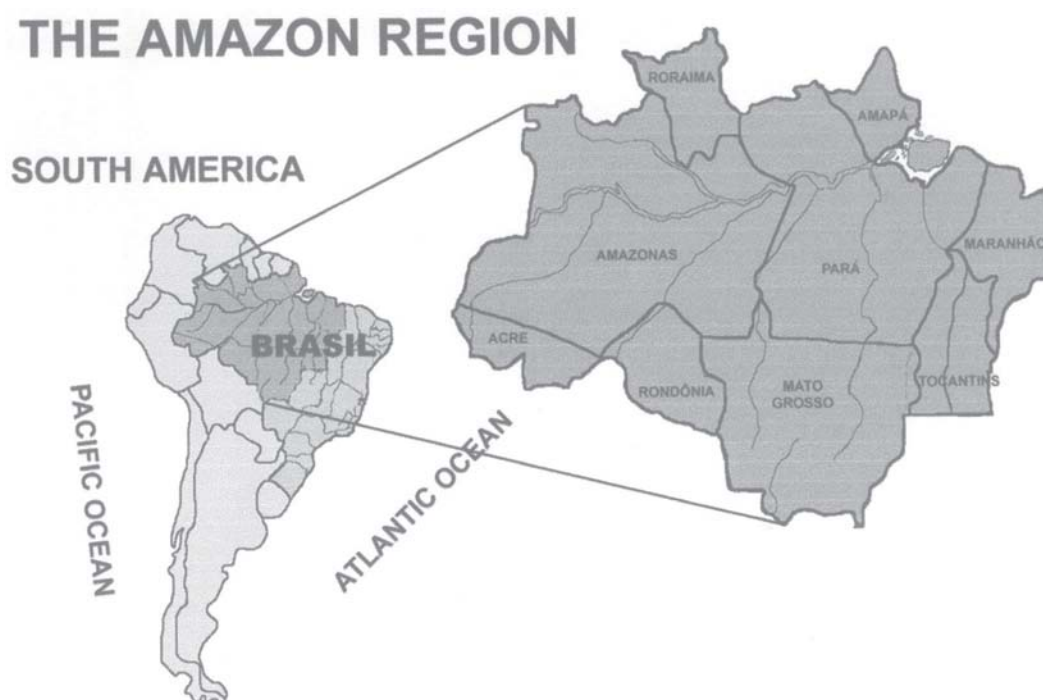 THE AMAZON REGION
SOUTH AMERICA
BRASIL
PACIFIC OCEAN
ATLANTIC OCEAN
RORAIMA
AMAPÁ
AMAZONAS
PARÁ
MARANHÃO
ACRE
RONDÔNIA
MATO
GROSSO
TOCANTINS